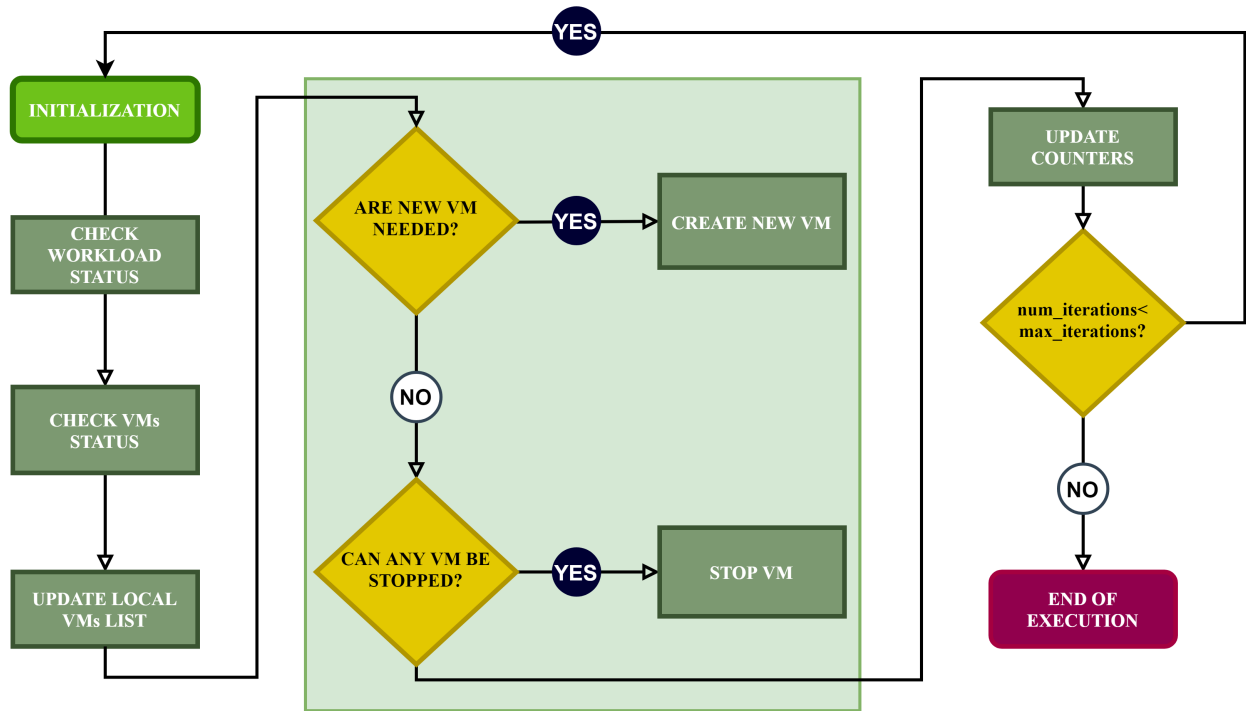 YES
INITIALIZATION
CHECK
WORKLOAD
STATUS
CHECK VMs
STATUS
UPDATE LOCAL
VMs LIST
ARE NEW VM
NEEDED?
YES
CREATE NEW VM
NO
CAN ANY VM BE
STOPPED?
YES
STOP VM
UPDATE
COUNTERS
num_iterations<
max_iterations?
NO
END OF
EXECUTION